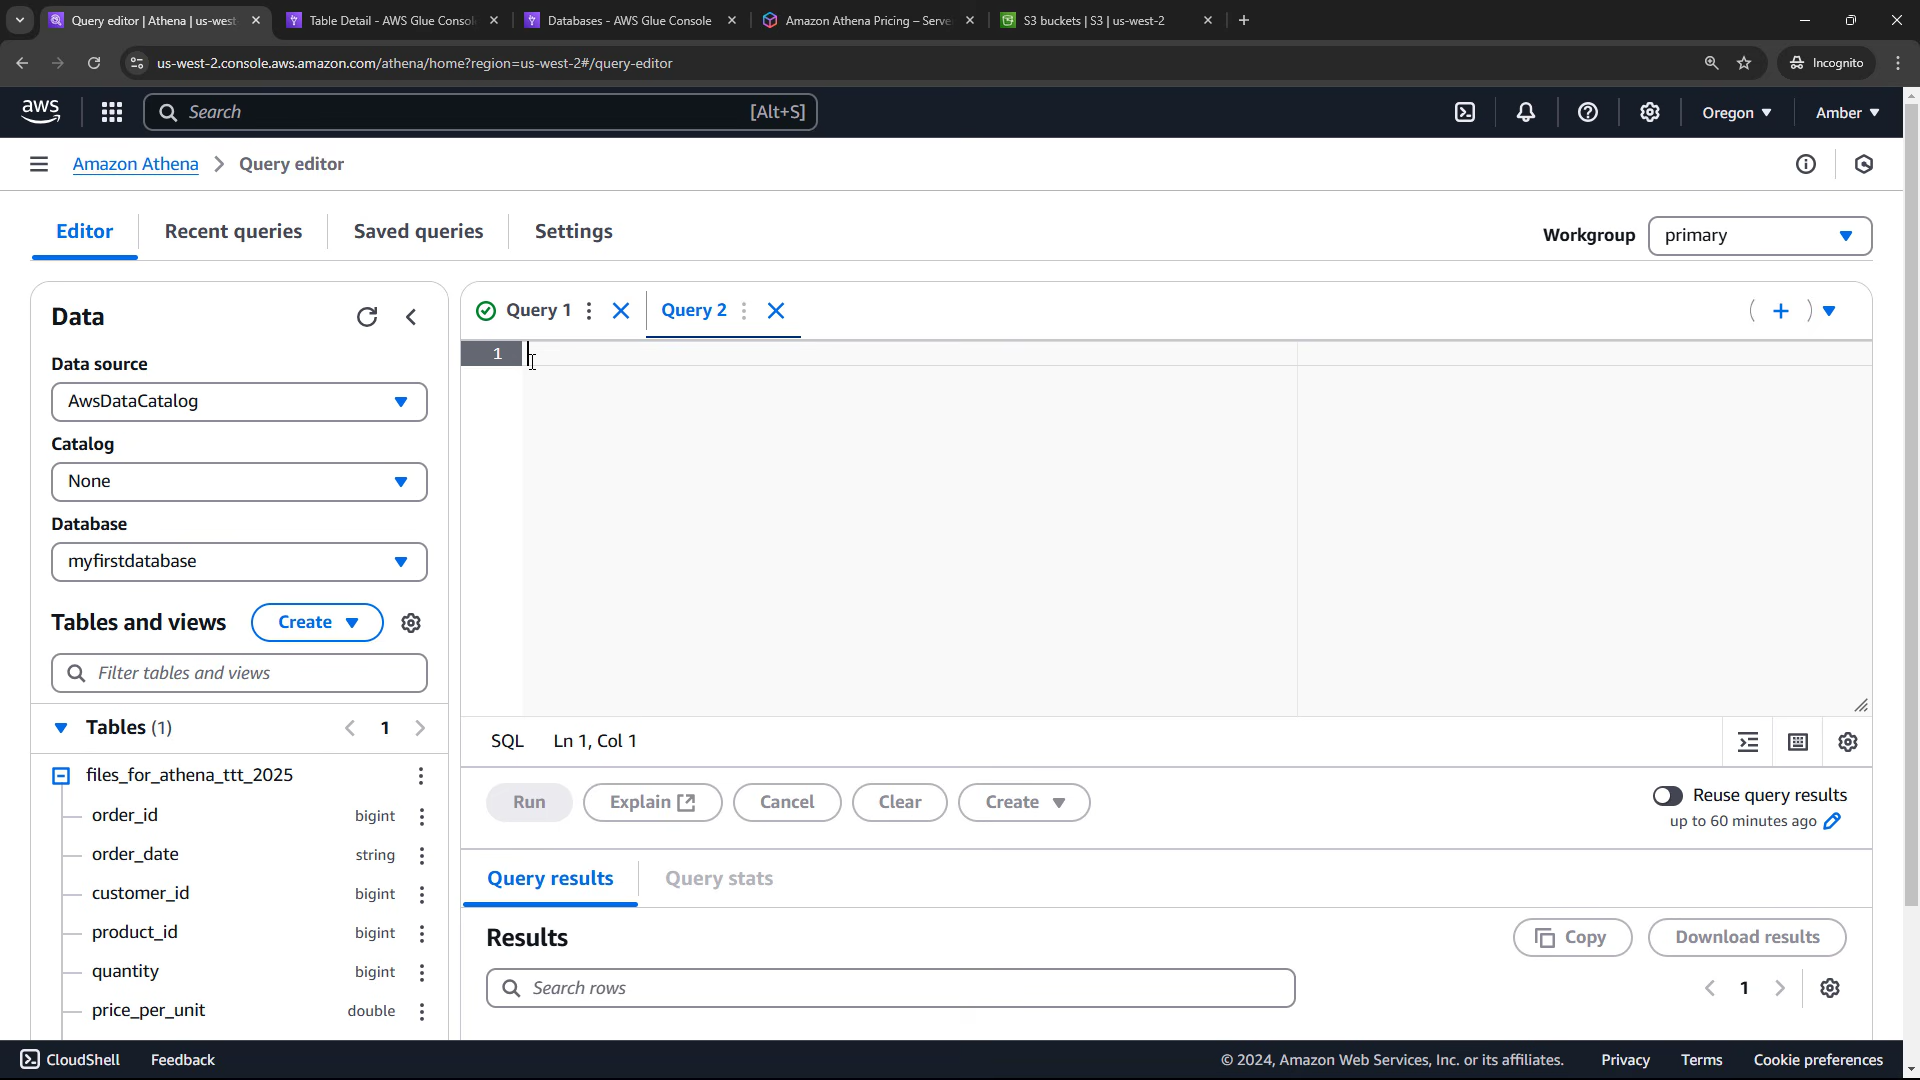 Query editor | Athena | us-wes
Table Detail - AWS Glue Consol
Databases - AWS Glue Console
Amazon Athena Pricing – Serve
S3 buckets | S3 | us-west-2
us-west-2.console.aws.amazon.com/athena/home?region=us-west-2#/query-editor
Incognito
aws
Search
[Alt+S]
Oregon
Amber
Amazon Athena
Query editor
Editor
Recent queries
Saved queries
Settings
Workgroup
primary
Data
Data source
AwsDataCatalog
Catalog
None
Database
myfirstdatabase
Tables and views
Create
Filter tables and views
Tables (1)
1
files_for_athena_ttt_2025
order_id bigint
order_date string
customer_id bigint
product_id bigint
quantity bigint
price_per_unit double
Query 1
Query 2
1
SQL
Ln 1, Col 1
Run
Explain
Cancel
Clear
Create
Reuse query results
up to 60 minutes ago
Query results
Query stats
Results
Copy
Download results
Search rows
1
CloudShell
Feedback
© 2024, Amazon Web Services, Inc. or its affiliates.
Privacy
Terms
Cookie preferences